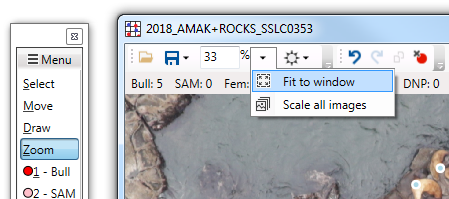 2018_AMAK+ROCKS_SSLC0353
Menu
33 %
Select
Bull: 5 SAM: 0 Fem: DNP: 0
Fit to window
Move
Scale all images
Draw
Zoom
1 - Bull
2 - SAM